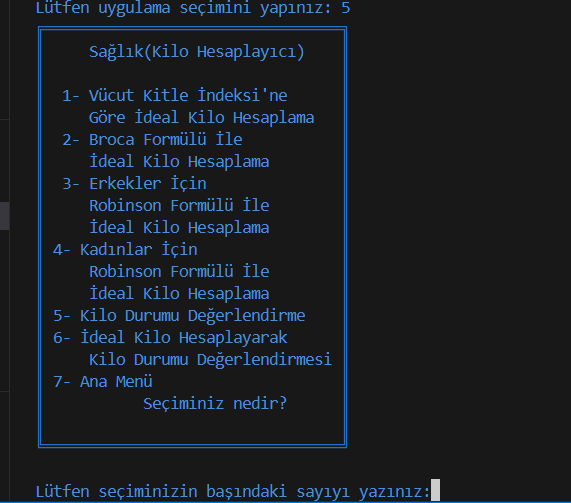 Lütfen uygulama seçimini yapınız: 5
Sağlık(Kilo Hesaplayıcı)
1- Vücut Kitle İndeksi'ne
Göre İdeal Kilo Hesaplama
2- Broca Formülü İle
İdeal Kilo Hesaplama
3- Erkekler İçin
Robinson Formülü İle
İdeal Kilo Hesaplama
4- Kadınlar İçin
Robinson Formülü İle
İdeal Kilo Hesaplama
5- Kilo Durumu Değerlendirme
6- İdeal Kilo Hesaplayarak
Kilo Durumu Değerlendirmesi
7- Ana Menü
Seçiminiz nedir?
Lütfen seçiminizin başındaki sayıyı yazınız: